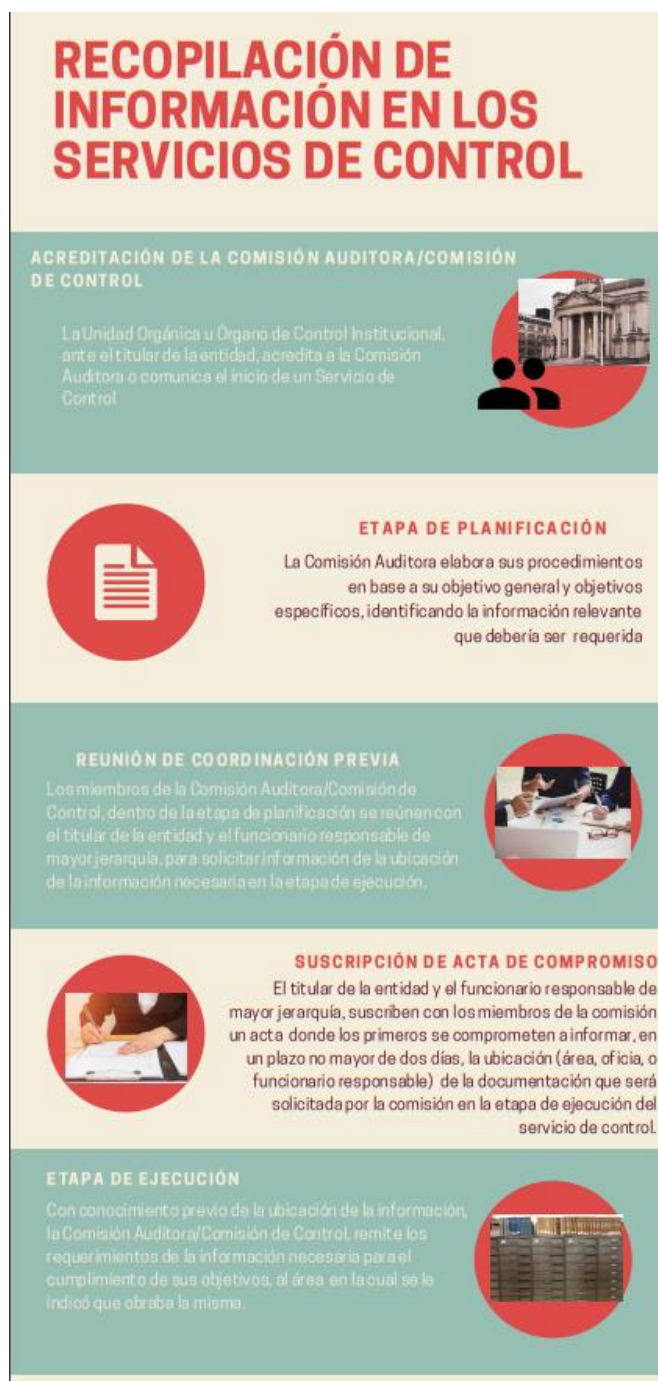 RECOPILACIÓN DE
INFORMACIÓN EN LOS
SERVICIOS DE CONTROL
ACREDITACIÓN DE LA COMISIÓN AUDITORA/COMISIÓN
DE CONTROL
La Unidad Orgánica u Órgano de Control Institucional,
ante el titular de la entidad, acredita a la Comisión
Auditora o comunica el inicio de un Servicio de
Control
ETAPA DE PLANIFICACIÓN
La Comisión Auditora elabora sus procedimientos
en base a su objetivo general y objetivos
específicos, identificando la información relevante
que debería ser requerida
REUNIÓN DE COORDINACIÓN PREVIA
Los miembros de la Comisión Auditora/Comisión de
Control, dentro de la etapa de planificación se reúnen con
el titular de la entidad y el funcionario responsable de
mayor jerarquía, para solicitar información de la ubicación
de la información necesaria en la etapa de ejecución.
SUSCRIPCIÓN DE ACTA DE COMPROMISO
El titular de la entidad y el funcionario responsable de
mayor jerarquía, suscriben con los miembros de la comisión
un acta donde los primeros se comprometen a informar, en
un plazo no mayor de dos días, la ubicación (área, oficia, o
funcionario responsable) de la documentación que será
solicitada por la comisión en la etapa de ejecución del
servicio de control.
ETAPA DE EJECUCIÓN
Con conocimiento previo de la ubicación de la información,
la Comisión Auditora/Comisión de Control, remite los
requerimientos de la información necesaria para el
cumplimiento de sus objetivos, al área en la cual se le
indicó que obraba la misma.